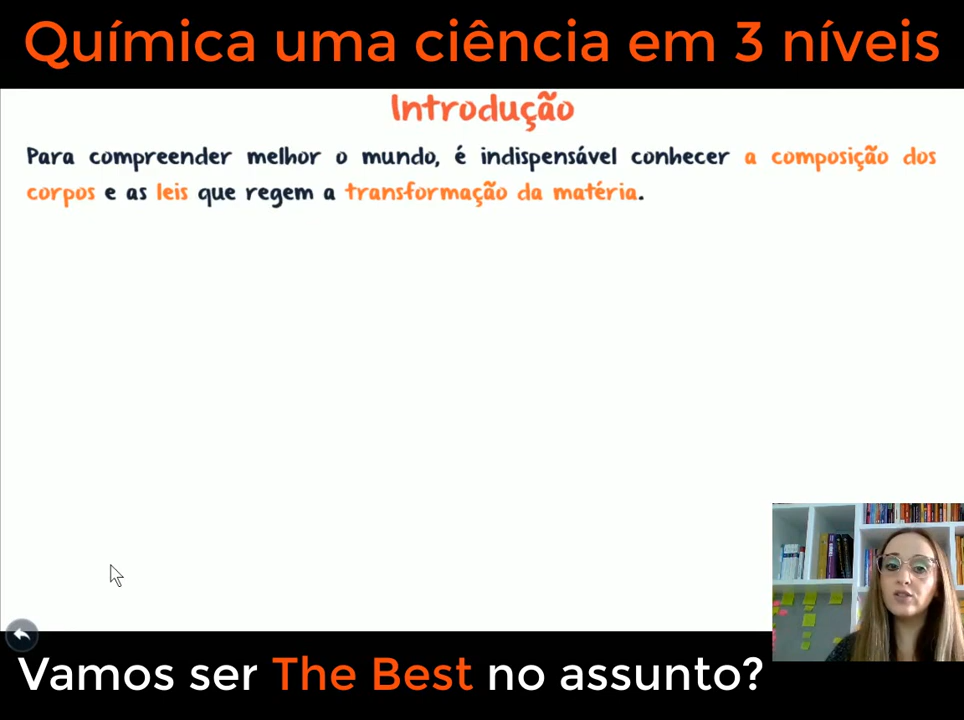 Química uma ciência em 3 níveis
Introdução
Para compreender melhor o mundo, é indispensável conhecer a composição dos
corpos e as leis que regem a transformação da matéria.
Vamos ser The Best no assunto?